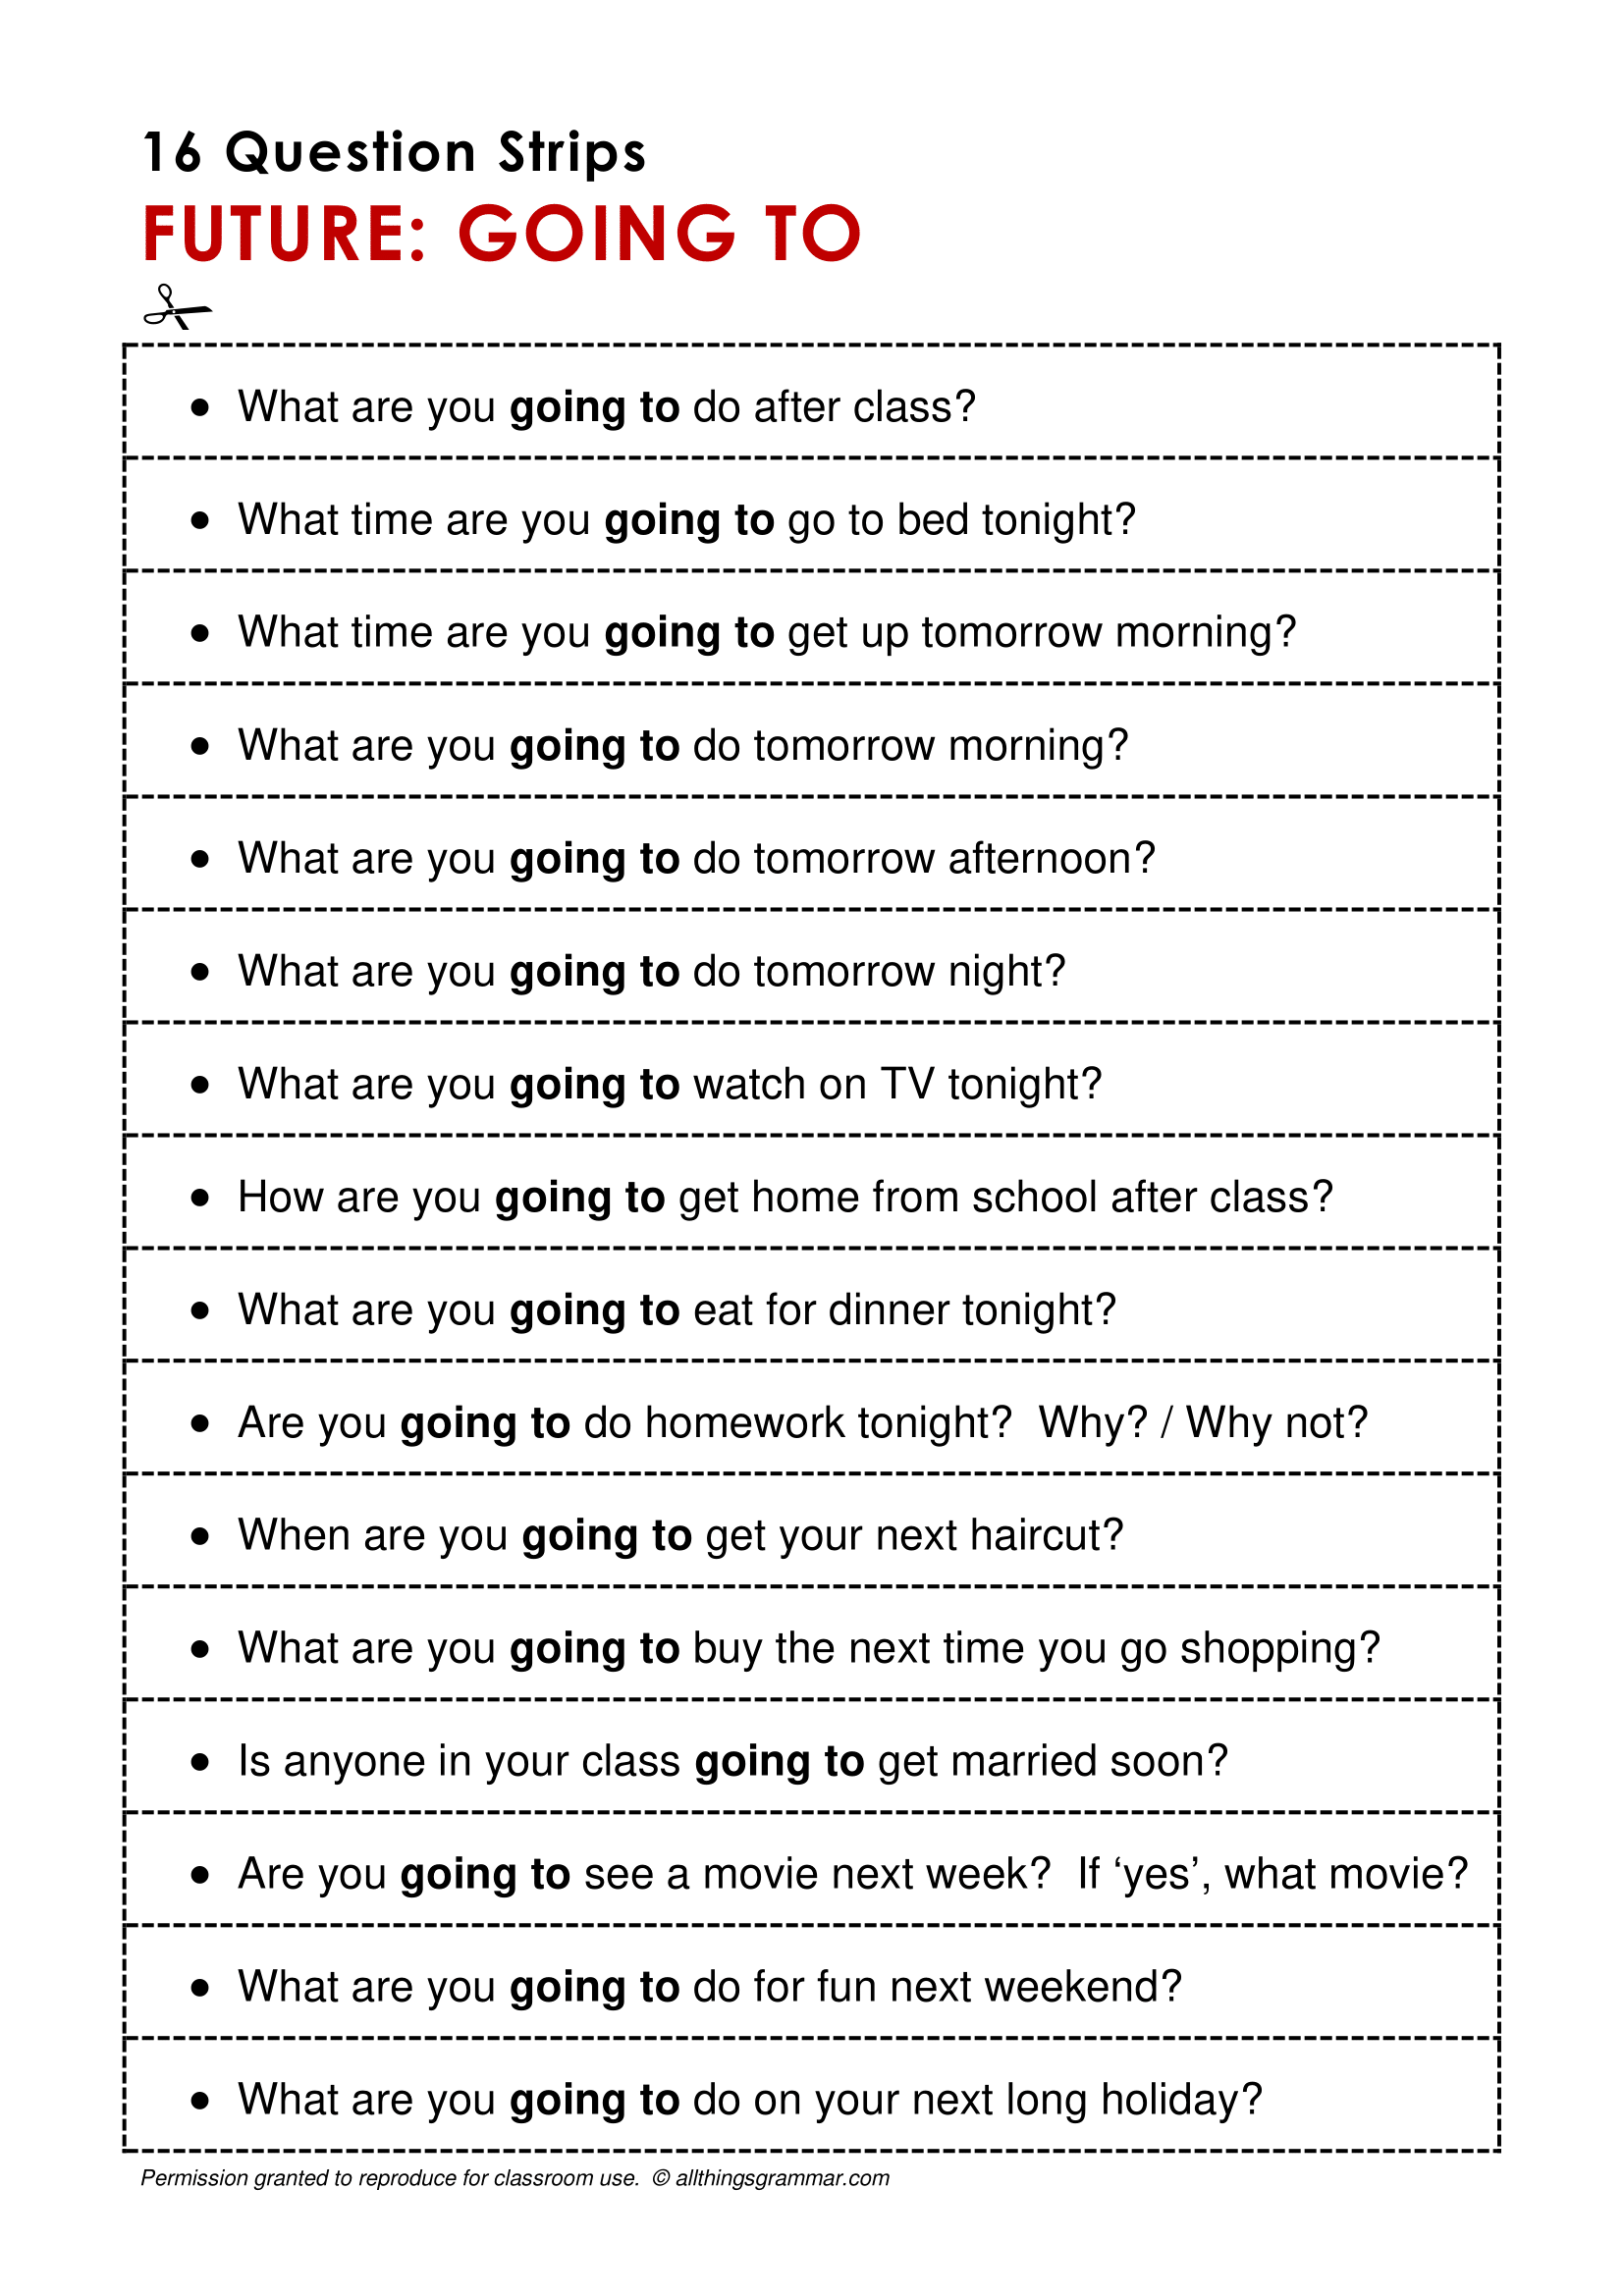 16 Question Strips
FUTURE: GOING TO
● What are you going to do after class?
● What time are you going to go to bed tonight?
● What time are you going to get up tomorrow morning?
● What are you going to do tomorrow morning?
● What are you going to do tomorrow afternoon?
● What are you going to do tomorrow night?
● What are you going to watch on TV tonight?
● How are you going to get home from school after class?
● What are you going to eat for dinner tonight?
● Are you going to do homework tonight?  Why? / Why not?
● When are you going to get your next haircut?
● What are you going to buy the next time you go shopping?
● Is anyone in your class going to get married soon?
● Are you going to see a movie next week?  If ‘yes’, what movie?
● What are you going to do for fun next weekend?
● What are you going to do on your next long holiday?
Permission granted to reproduce for classroom use.  © allthingsgrammar.com